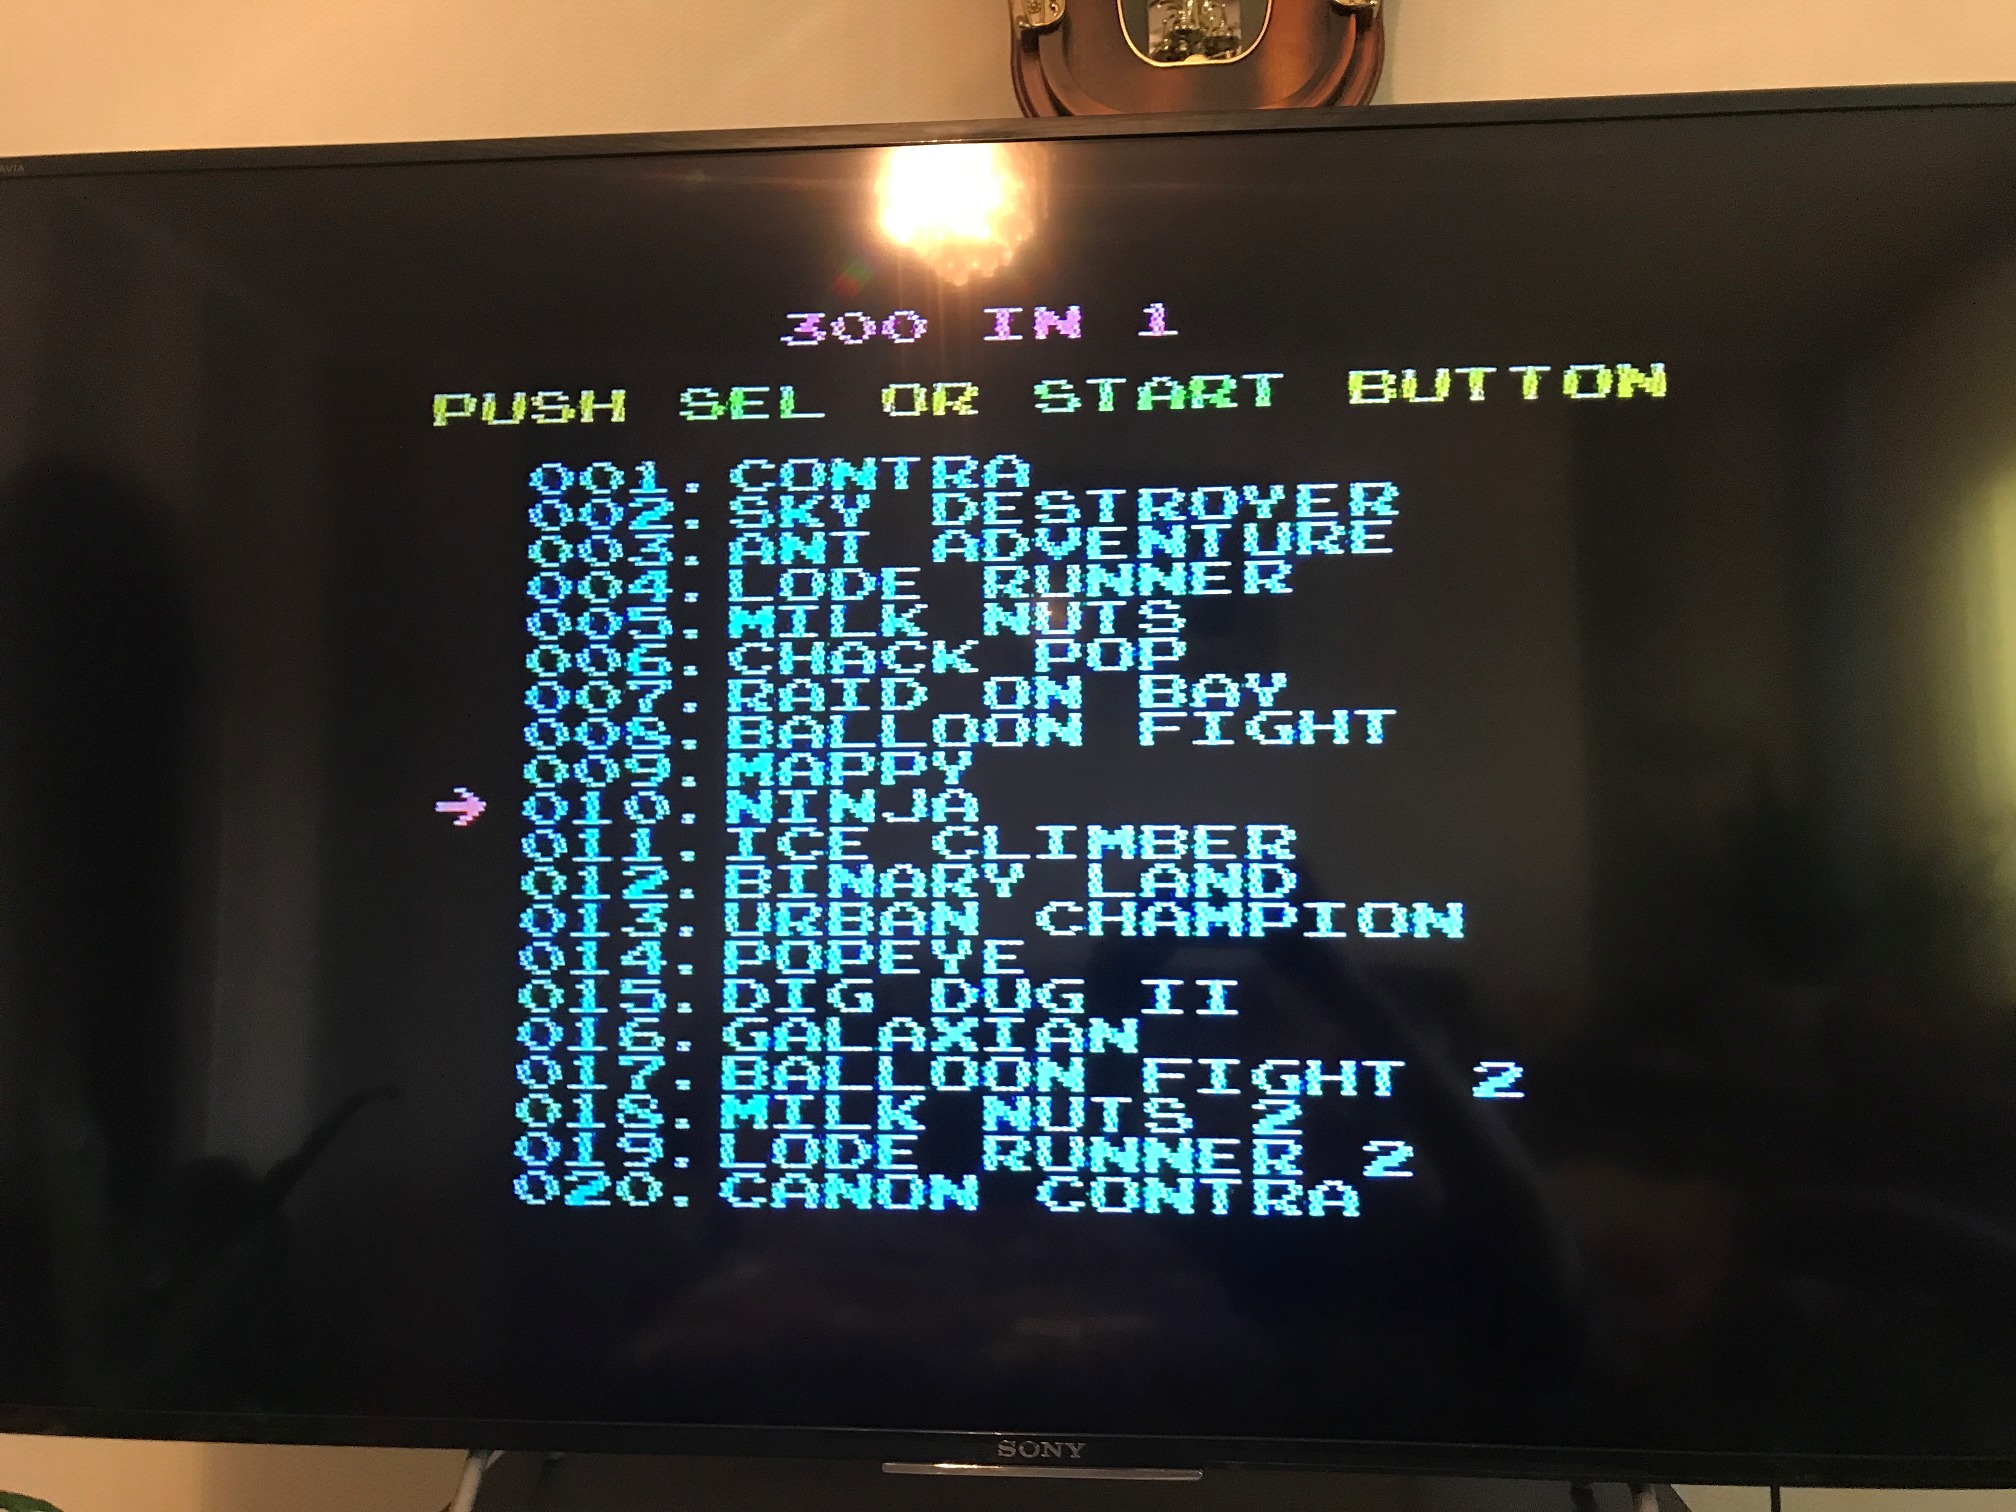 AVIA
300 IN 1
PUSH SEL OR START BUTTON
001. CONTRA
002. SKY DESTROYER
003. ANT ADVENTURE
004. LODE RUNNER
005. MILK NUTS
006. CHACK POP
007. RAID ON BAY
008. BALLOON FIGHT
009. MAPPY
→ 010. NINJA
011. ICE CLIMBER
012. BINARY LAND
013. URBAN CHAMPION
014. POPEYE
015. DIG DUG II
016. GALAXIAN
017. BALLOON FIGHT 2
018. MILK NUTS 2
019. LODE RUNNER 2
020. CANON CONTRA
SONY